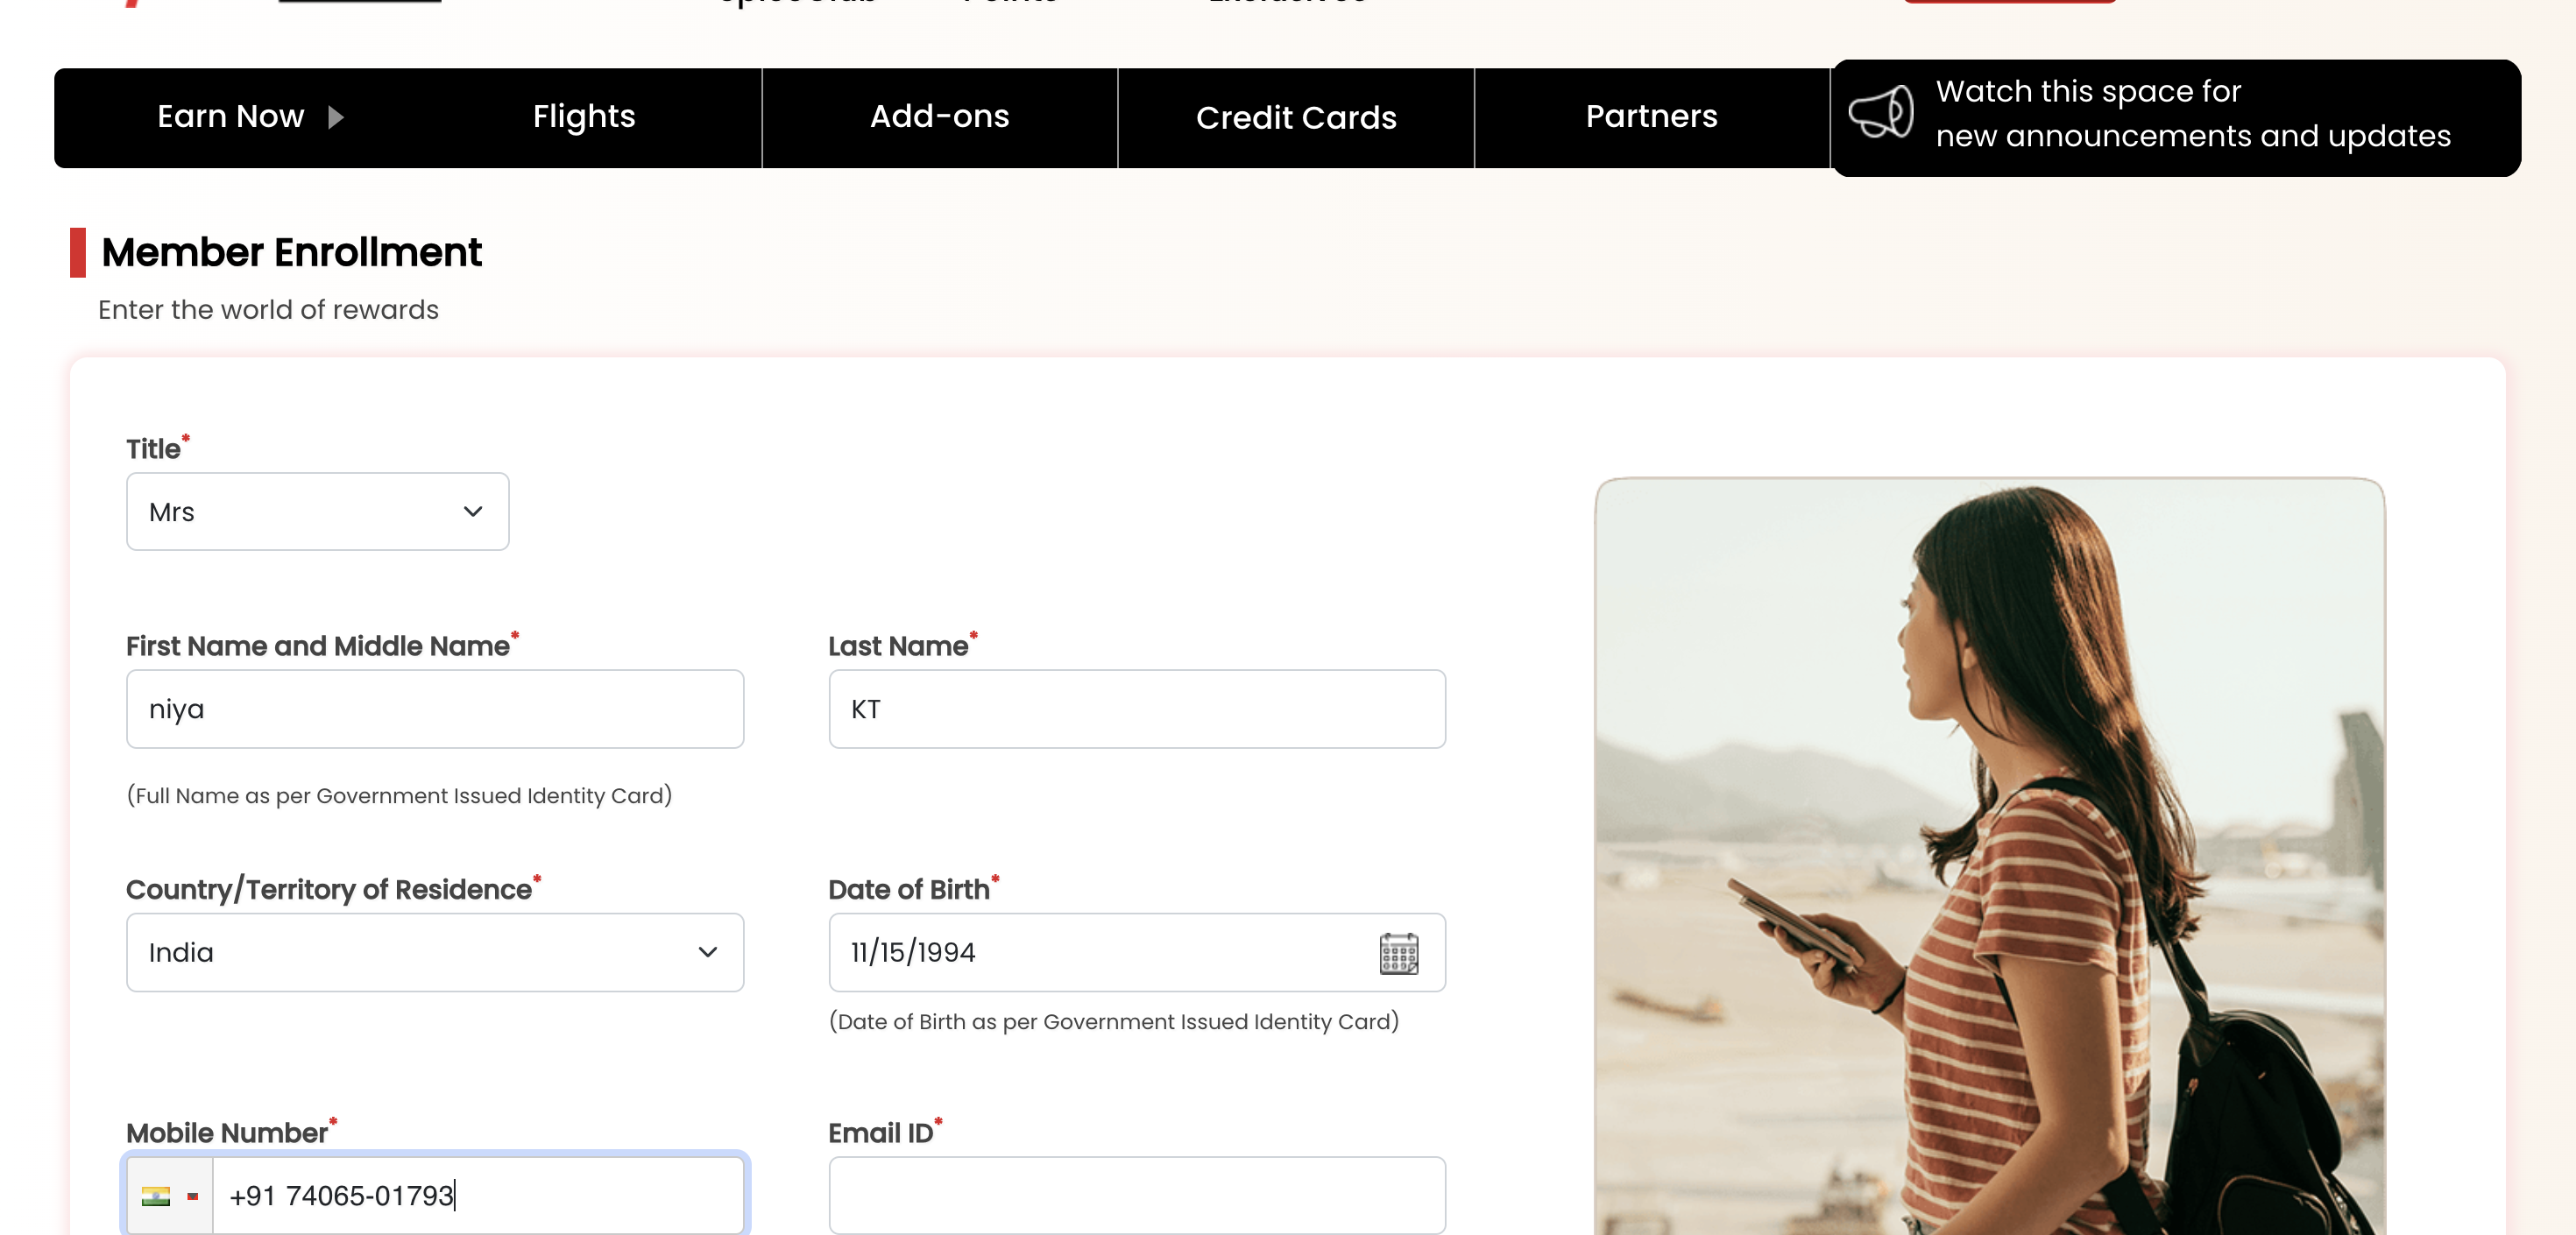 Earn Now
Flights
Add-ons
Credit Cards
Partners
Watch this space for
new announcements and updates
Member Enrollment
Enter the world of rewards
Title*
Mrs
First Name and Middle Name*
Last Name*
niya
KT
(Full Name as per Government Issued Identity Card)
Country/Territory of Residence*
Date of Birth*
India
11/15/1994
(Date of Birth as per Government Issued Identity Card)
Mobile Number*
Email ID*
+91 74065-01793